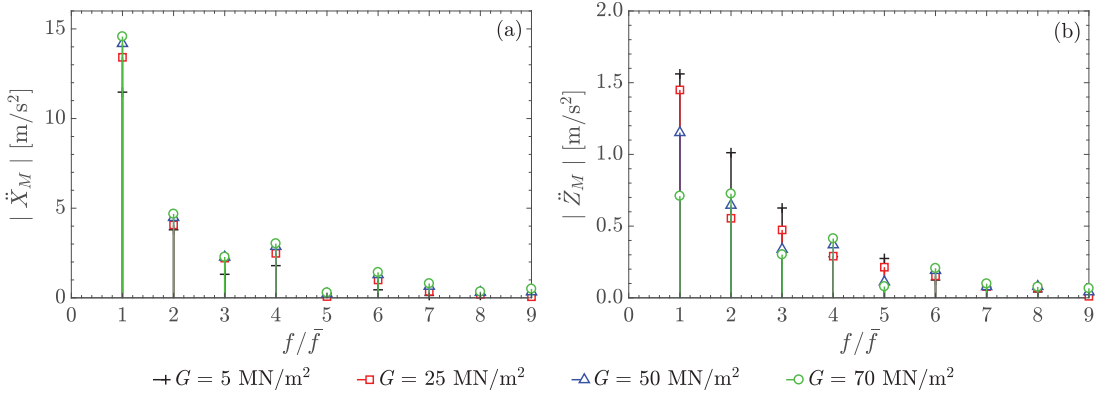 (a)
15
10
5
0
| Ẍ_M | [m/s²]
0 1 2 3 4 5 6 7 8 9
f/f̄
(b)
2.0
1.5
1.0
0.5
0.0
| Z̈_M | [m/s²]
0 1 2 3 4 5 6 7 8 9
f/f̄
G = 5 MN/m² G = 25 MN/m² G = 50 MN/m² G = 70 MN/m²